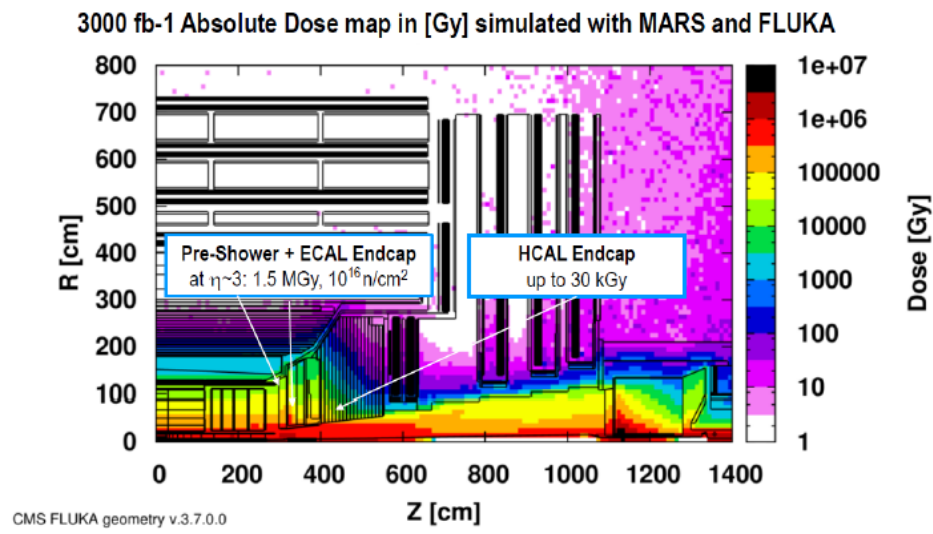 3000 fb-1 Absolute Dose map in [Gy] simulated with MARS and FLUKA
800
700
600
500
400
300
200
100
0
R [cm]
Pre-Shower + ECAL Endcap
at η~3: 1.5 MGy, 10¹⁶n/cm²
HCAL Endcap
up to 30 kGy
1e+07
1e+06
100000
10000
1000
100
10
1
Dose [Gy]
0 200 400 600 800 1000 1200 1400
Z [cm]
CMS FLUKA geometry v.3.7.0.0